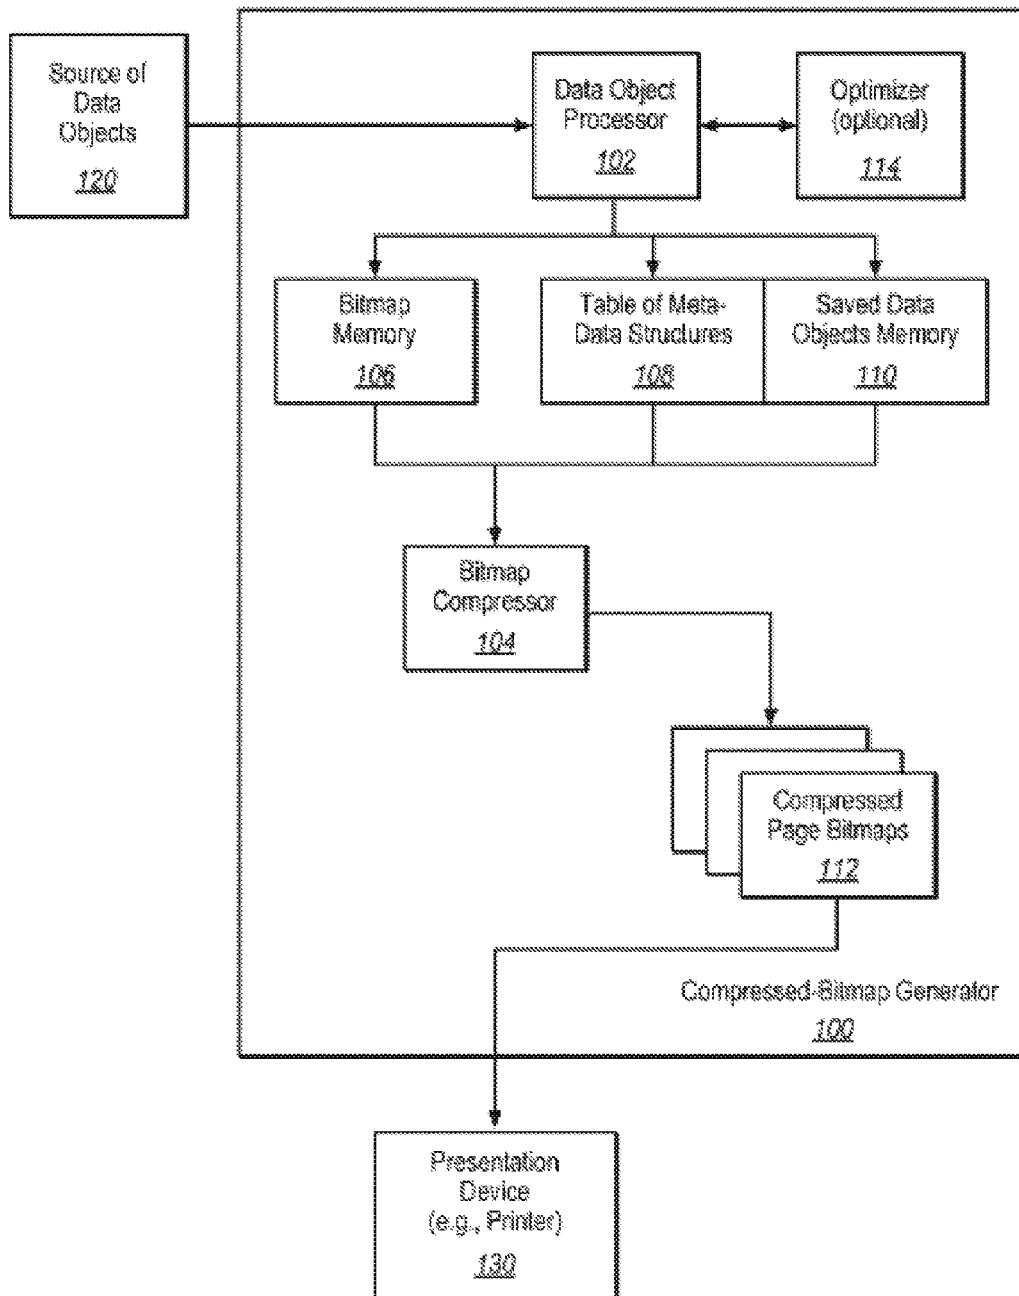 Source of
Data
Objects
120
Data Object
Processor
102
Optimizer
(optional)
114
Bitmap
Memory
106
Table of Meta-
Data Structures
108
Saved Data
Objects Memory
110
Bitmap
Compressor
104
Compressed
Page Bitmaps
112
Compressed-Bitmap Generator
100
Presentation
Device
(e.g., Printer)
130